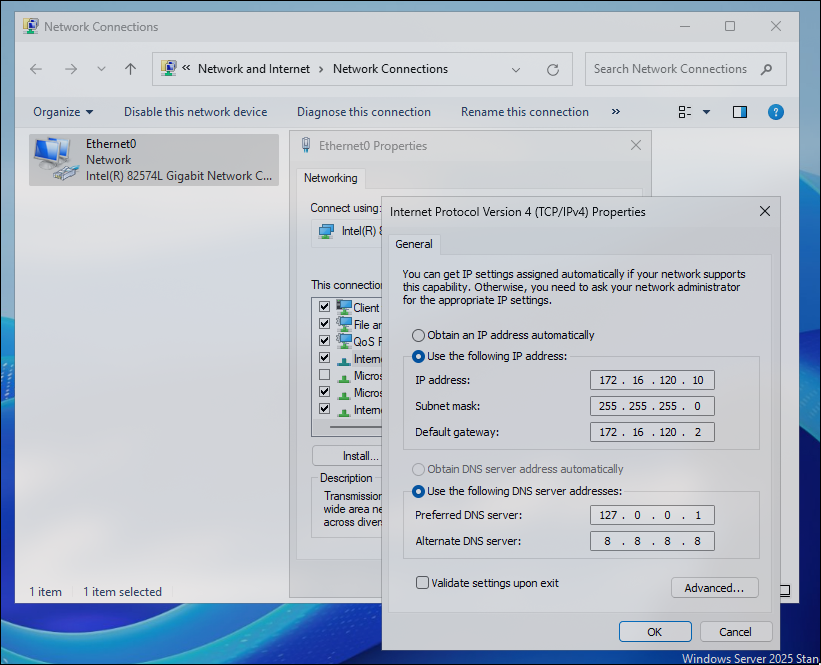 Network Connections
« Network and Internet › Network Connections
Search Network Connections
Organize
Disable this network device
Diagnose this connection
Rename this connection
»
?
Ethernet0
Network
Intel(R) 82574L Gigabit Network C...
1 item
1 item selected
Ethernet0 Properties
Networking
Connect using:
Intel(R)
This connection
Client
File
QoS
Micros
Micros
Install...
Description
Transmission
wide area
across
Internet Protocol Version 4 (TCP/IPv4) Properties
General
You can get IP settings assigned automatically if your network supports
this capability. Otherwise, you need to ask your network administrator
for the appropriate IP settings.
Obtain an IP address automatically
Use the following IP address:
IP address: 172 . 16 . 120 . 10
Subnet mask: 255 . 255 . 255 . 0
Default gateway: 172 . 16 . 120 . 2
Obtain DNS server address automatically
Use the following DNS server addresses:
Preferred DNS server: 127 . 0 . 0 . 1
Alternate DNS server: 8 . 8 . 8 . 8
Validate settings upon exit
Advanced...
OK
Cancel
Windows Server 2025 Stan